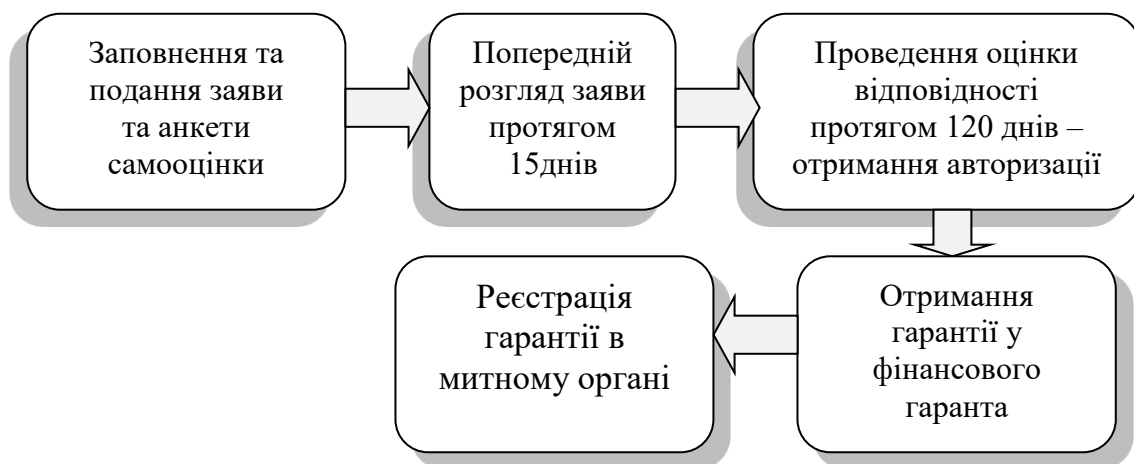 Заповнення та
подання заяви
та анкети
самооцінки
Попередній
розгляд заяви
протягом
15днів
Проведення оцінки
відповідності
протягом 120 днів –
отримання авторизації
Отримання
гарантії у
фінансового
гаранта
Реєстрація
гарантії в
митному органі